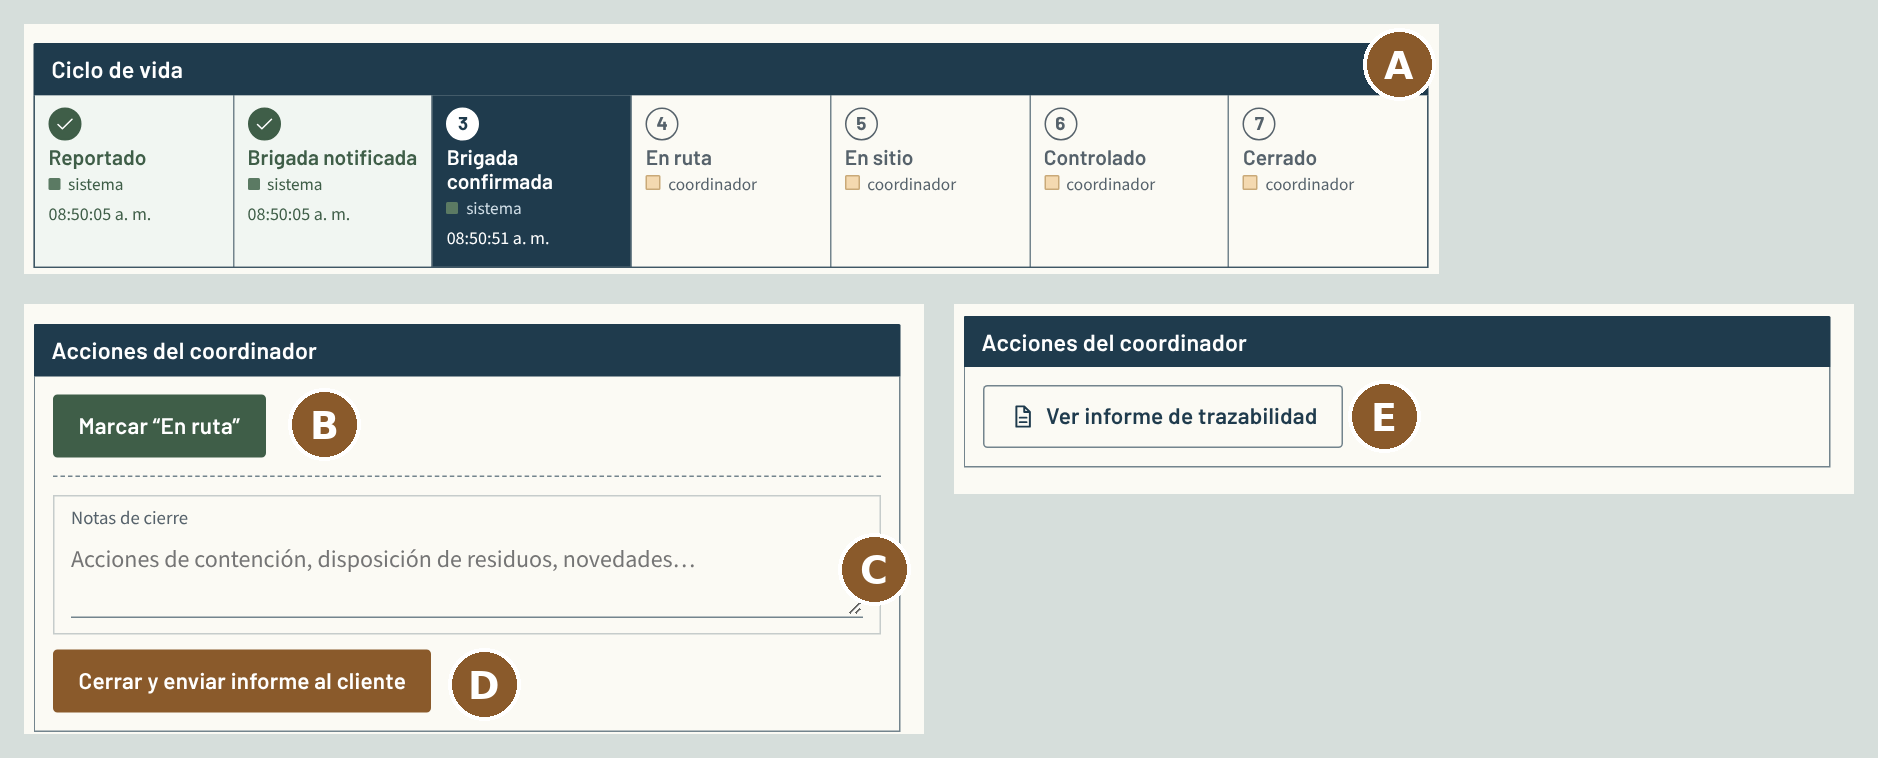 Ciclo de vida
A
Reportado
sistema
08:50:05 a. m.
Brigada notificada
sistema
08:50:05 a. m.
3
Brigada
confirmada
sistema
08:50:51 a. m.
4
En ruta
coordinador
5
En sitio
coordinador
6
Controlado
coordinador
7
Cerrado
coordinador
Acciones del coordinador
Marcar “En ruta”
B
Notas de cierre
Acciones de contención, disposición de residuos, novedades…
C
Cerrar y enviar informe al cliente
D
Acciones del coordinador
Ver informe de trazabilidad
E